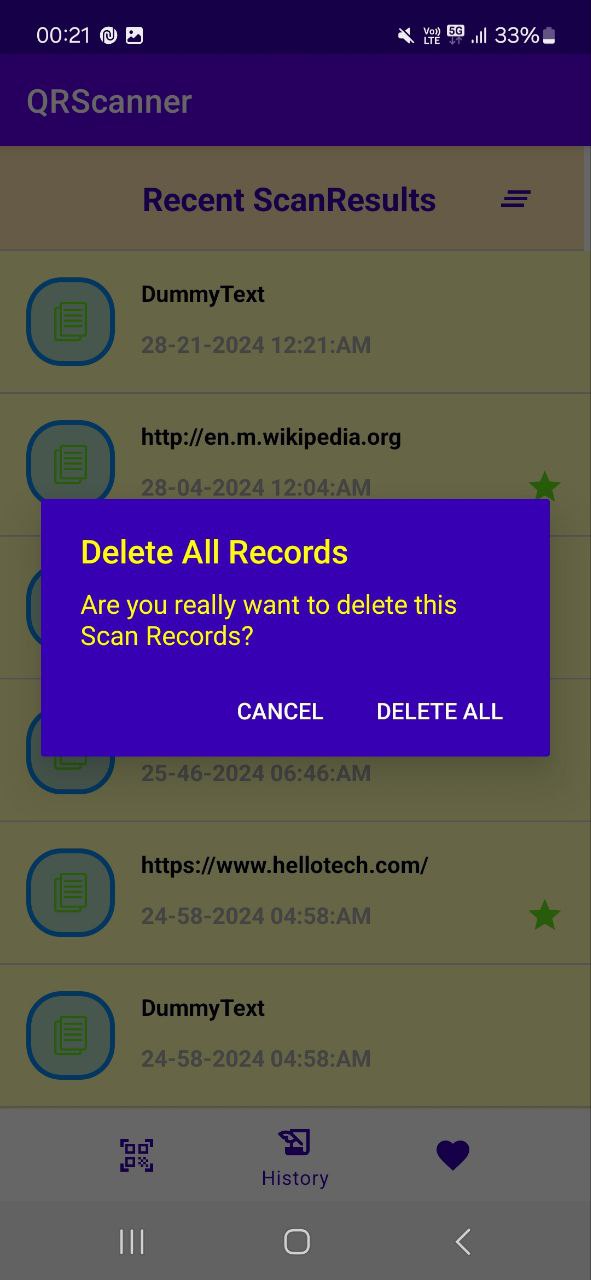 00:21 Vo)) LTE 5G 33%
QRScanner
Recent ScanResults
DummyText
28-21-2024 12:21:AM
http://en.m.wikipedia.org
28-04-2024 12:04:AM
Delete All Records
Are you really want to delete this
Scan Records?
CANCEL DELETE ALL
25-46-2024 06:46:AM
https://www.hellotech.com/
24-58-2024 04:58:AM
DummyText
24-58-2024 04:58:AM
History